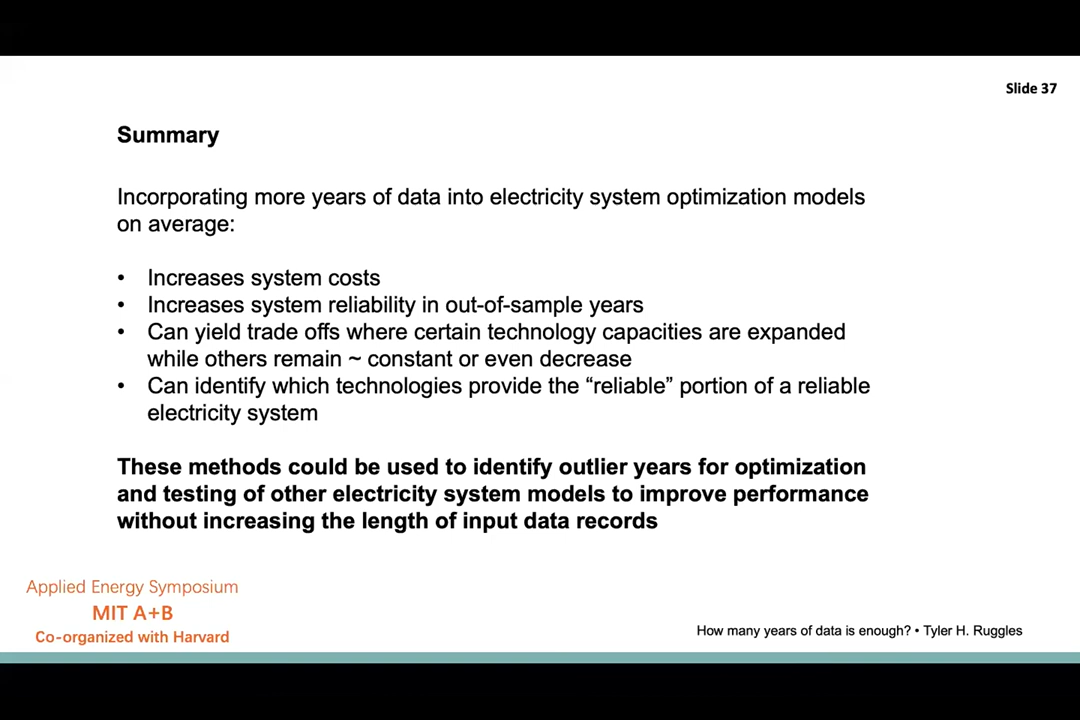 Slide 37
Summary
Incorporating more years of data into electricity system optimization models
on average:
• Increases system costs
• Increases system reliability in out-of-sample years
• Can yield trade offs where certain technology capacities are expanded
while others remain ~ constant or even decrease
• Can identify which technologies provide the “reliable” portion of a reliable
electricity system
These methods could be used to identify outlier years for optimization
and testing of other electricity system models to improve performance
without increasing the length of input data records
Applied Energy Symposium
MIT A+B
Co-organized with Harvard
How many years of data is enough? • Tyler H. Ruggles